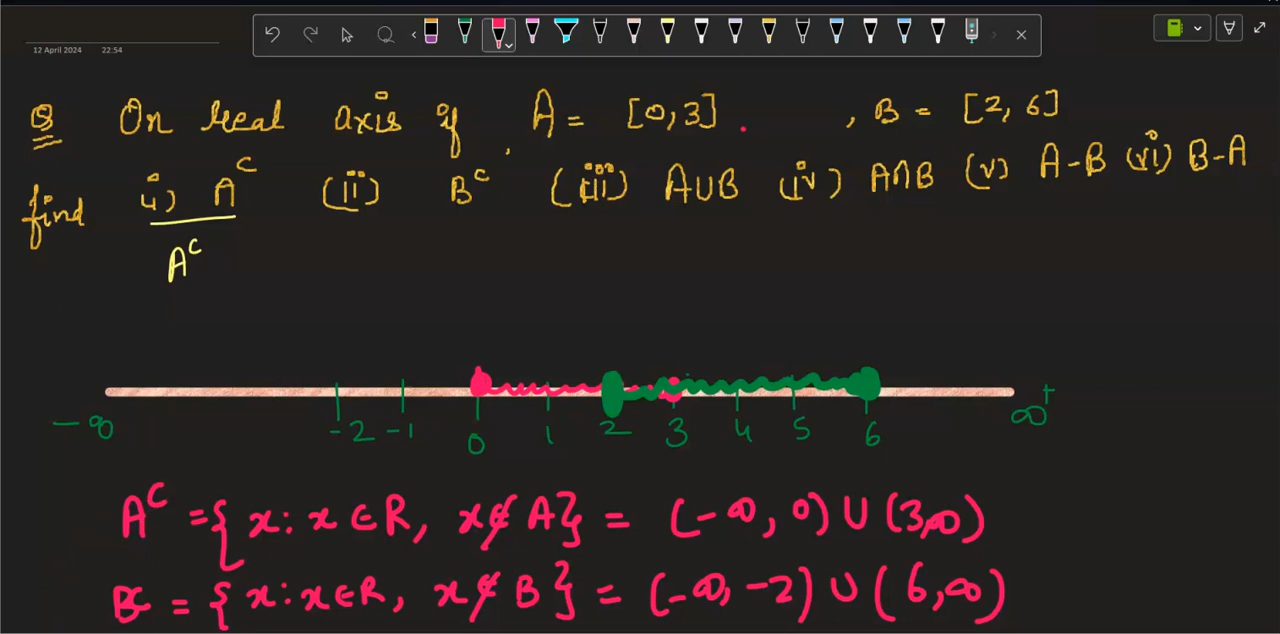 12 April 2024 22:54
Q On real axis if, A = [0,3]. , B = [2,6]
find i) A^C (ii) B^C (iii) A∪B (iv) A∩B (v) A-B (vi) B-A
A^C
-∞ -2 -1 0 1 2 3 4 5 6 ∞+
A^C = { x: x ∈ R, x ∉ A} = (-∞, 0) ∪ (3,∞)
BC = { x: x ∈ R, x ∉ B } = (-∞, -2) ∪ (6,∞)